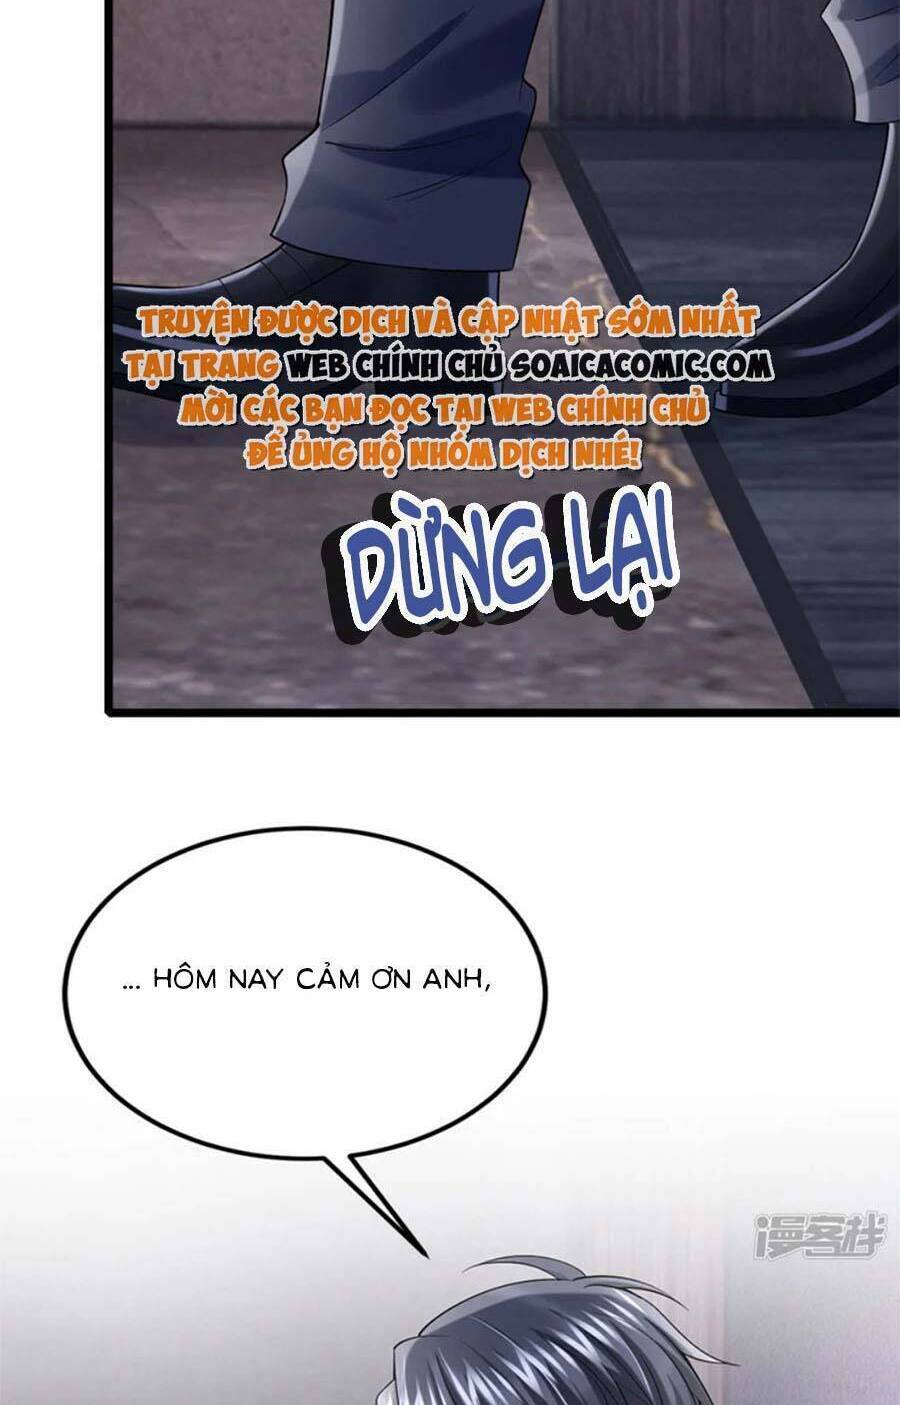 TRUYỆN ĐƯỢC DỊCH VÀ CẬP NHẬT SỚM NHẤT
TẠI TRANG WEB CHÍNH CHỦ SOAICACOMIC.COM
MỜI CÁC BẠN ĐỌC TẠI WEB CHÍNH CHỦ
ĐỂ ỦNG HỘ NHÓM DỊCH NHÉ!
DỪNG LẠI
... HÔM NAY CẢM ƠN ANH,
漫客栈